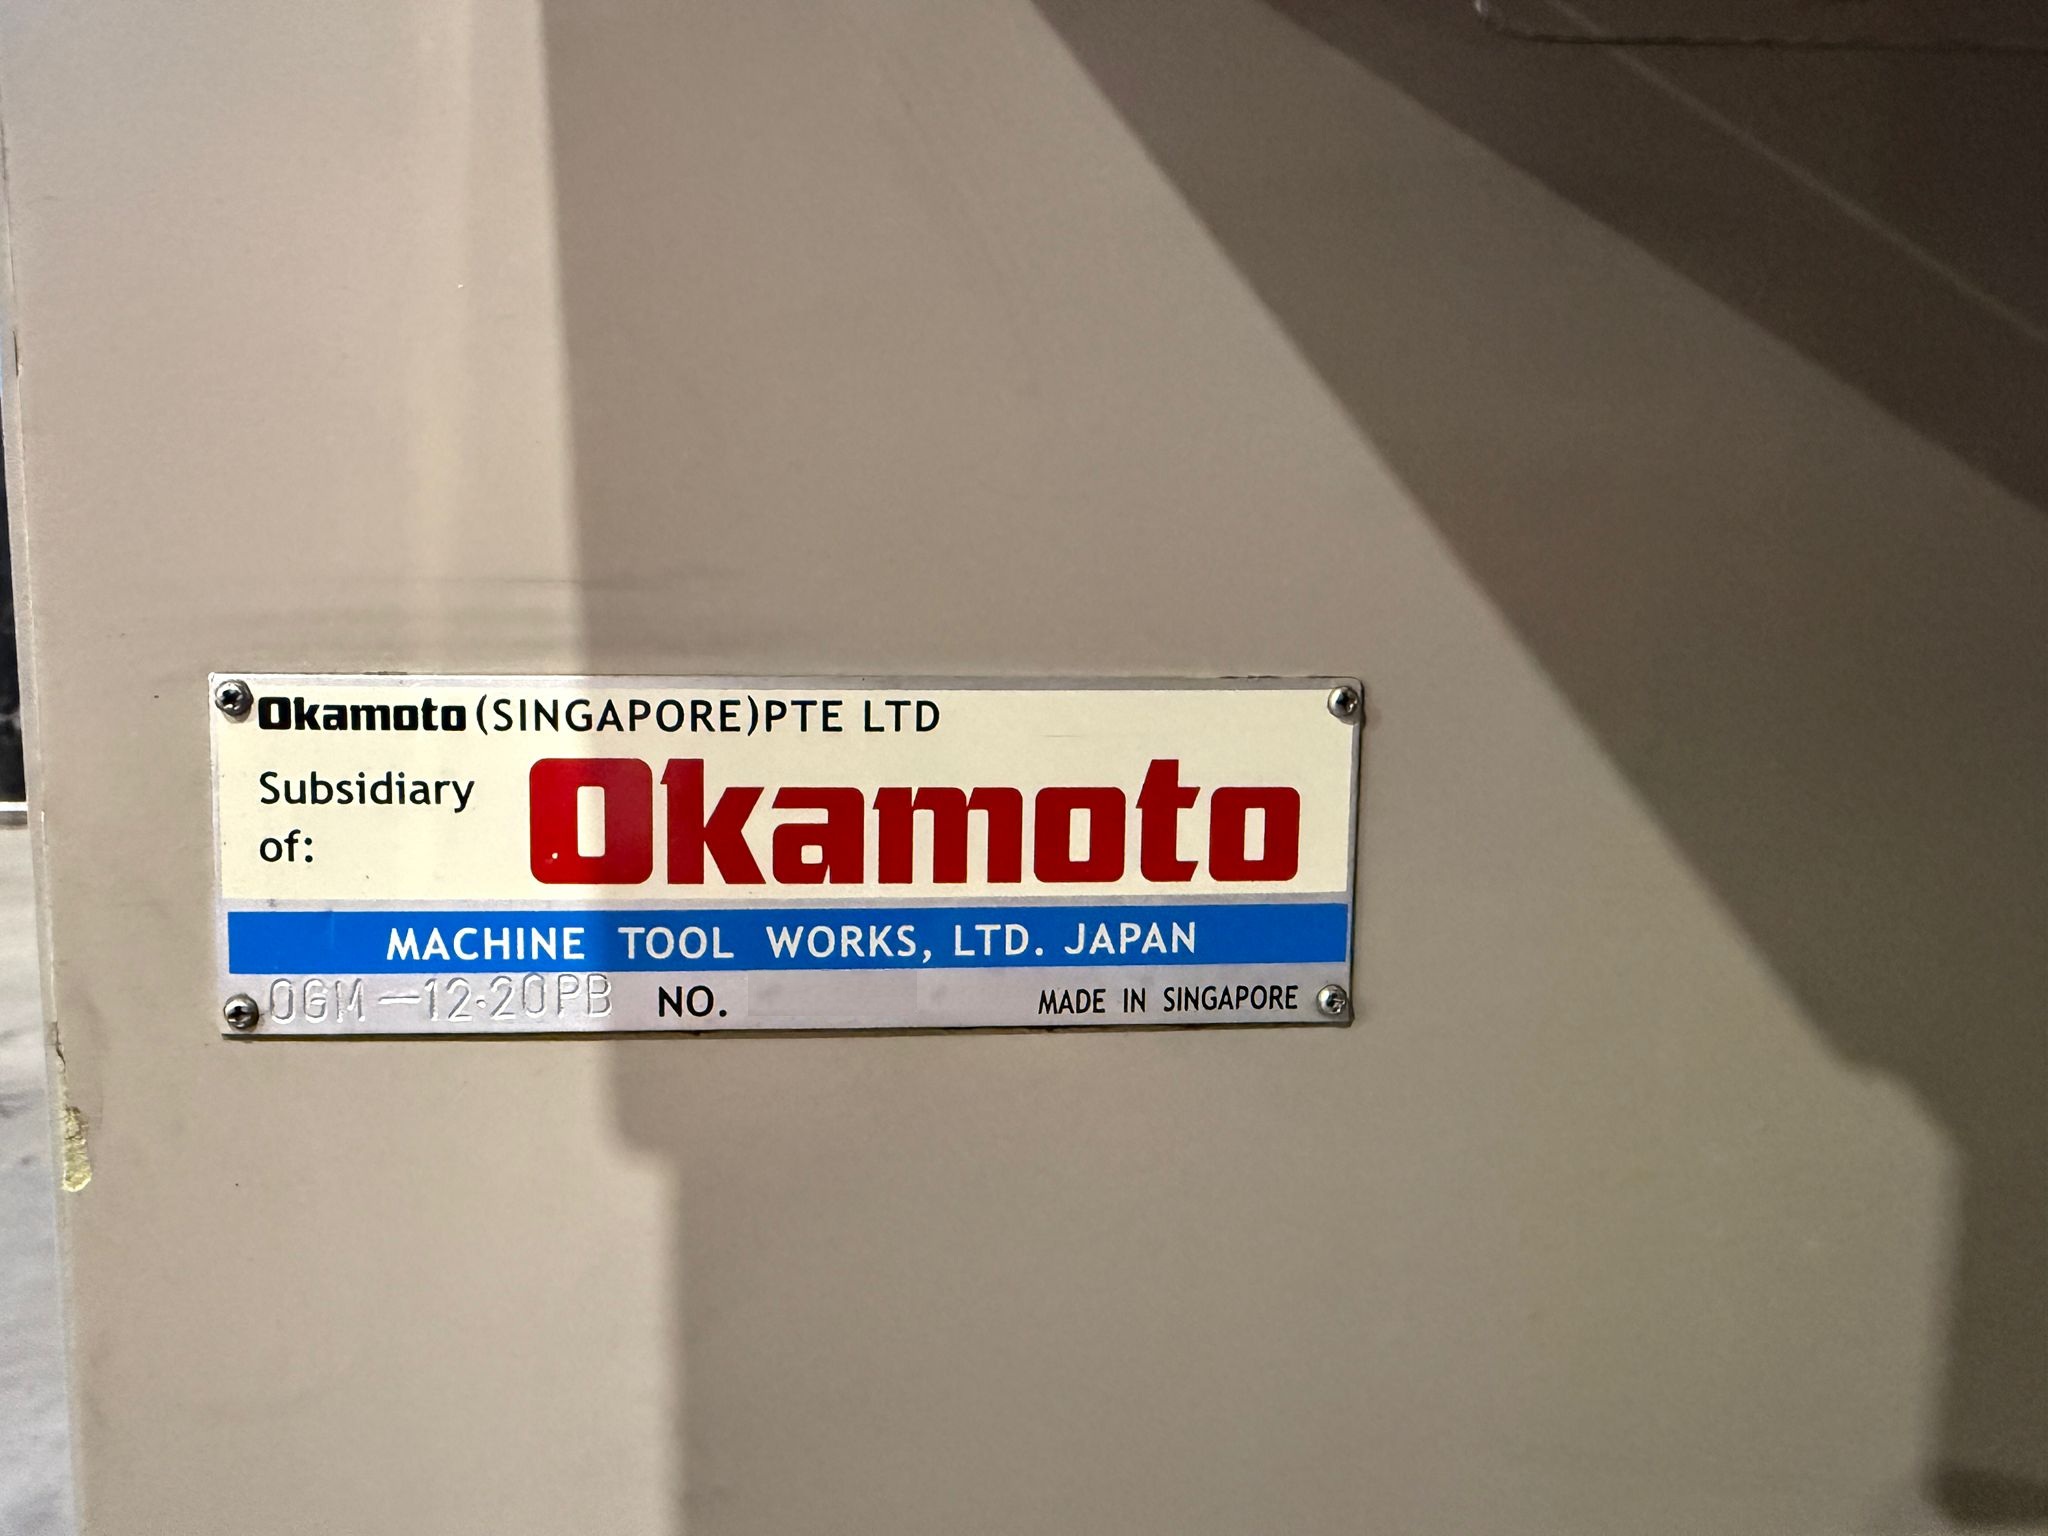 Okamoto (SINGAPORE)PTE LTD
Subsidiary of: Okamoto
MACHINE TOOL WORKS, LTD. JAPAN
OGM-12·20PB NO. MADE IN SINGAPORE